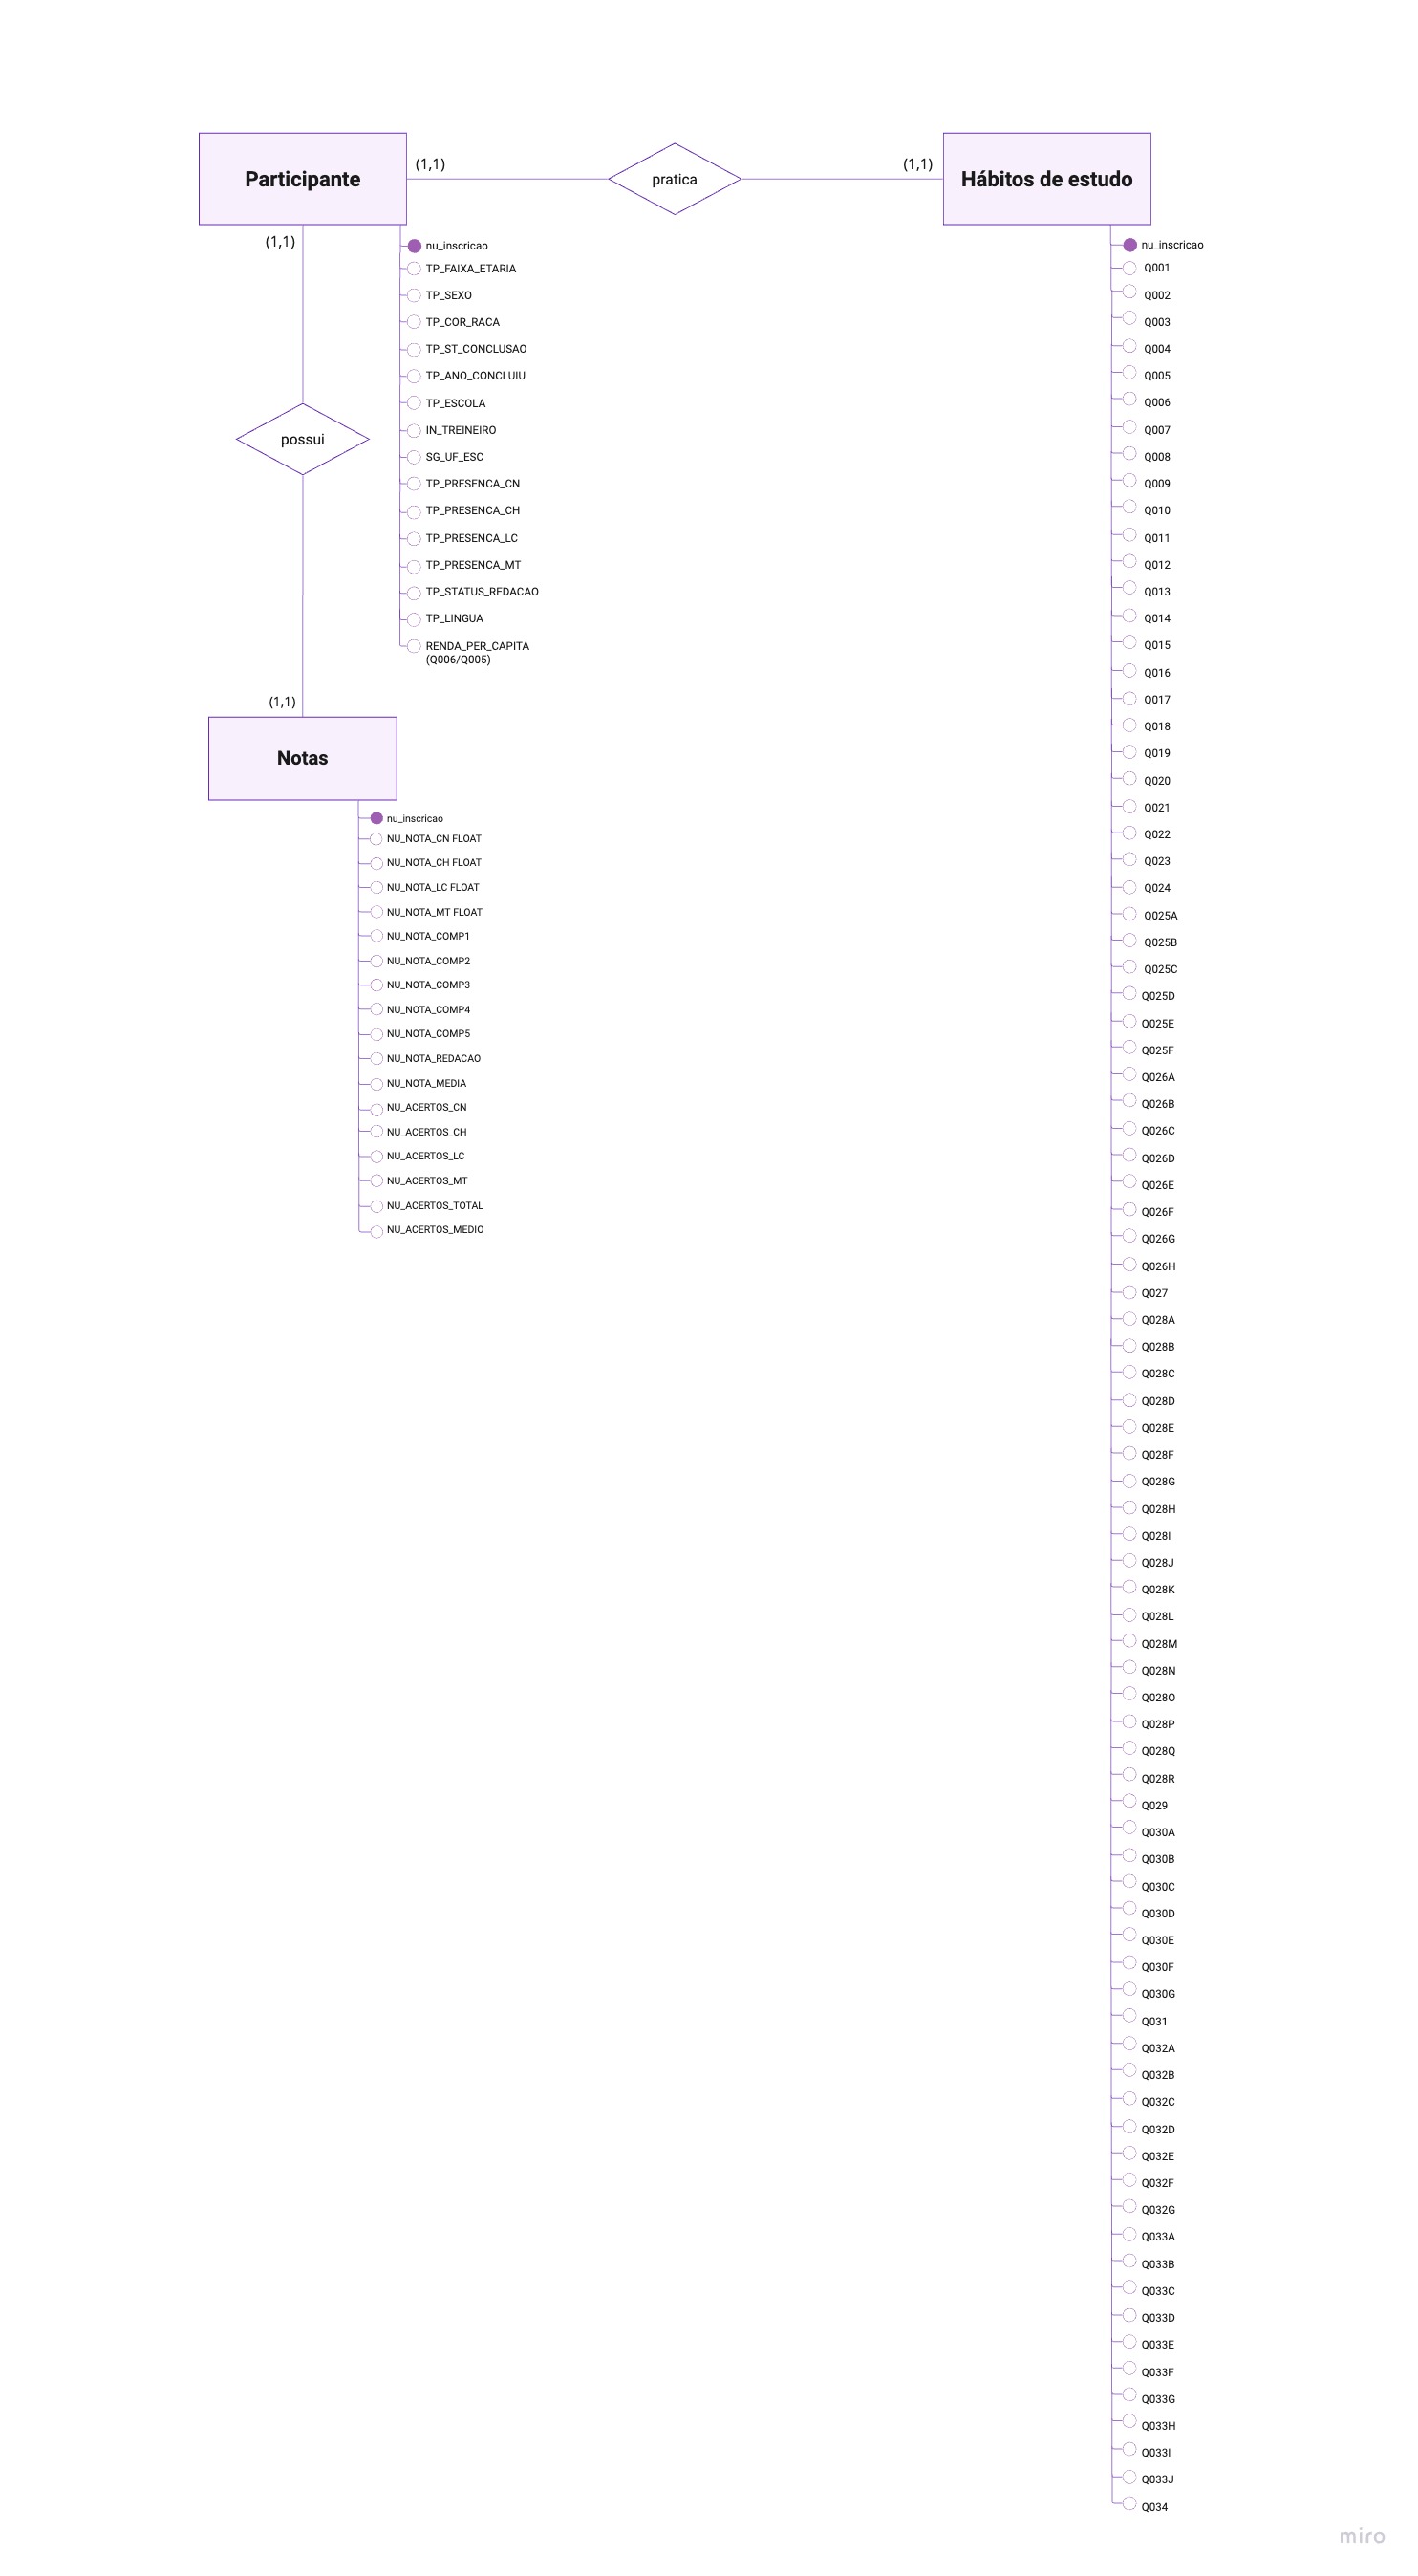 Participante
(1,1)
pratica
(1,1)
Hábitos de estudo
(1,1)
nu_inscricao
TP_FAIXA_ETARIA
TP_SEXO
TP_COR_RACA
TP_ST_CONCLUSAO
TP_ANO_CONCLUIU
TP_ESCOLA
IN_TREINEIRO
SG_UF_ESC
TP_PRESENCA_CN
TP_PRESENCA_CH
TP_PRESENCA_LC
TP_PRESENCA_MT
TP_STATUS_REDACAO
TP_LINGUA
RENDA_PER_CAPITA
(Q006/Q005)
possui
(1,1)
Notas
nu_inscricao
NU_NOTA_CN FLOAT
NU_NOTA_CH FLOAT
NU_NOTA_LC FLOAT
NU_NOTA_MT FLOAT
NU_NOTA_COMP1
NU_NOTA_COMP2
NU_NOTA_COMP3
NU_NOTA_COMP4
NU_NOTA_COMP5
NU_NOTA_REDACAO
NU_NOTA_MEDIA
NU_ACERTOS_CN
NU_ACERTOS_CH
NU_ACERTOS_LC
NU_ACERTOS_MT
NU_ACERTOS_TOTAL
NU_ACERTOS_MEDIO
nu_inscricao
Q001
Q002
Q003
Q004
Q005
Q006
Q007
Q008
Q009
Q010
Q011
Q012
Q013
Q014
Q015
Q016
Q017
Q018
Q019
Q020
Q021
Q022
Q023
Q024
Q025A
Q025B
Q025C
Q025D
Q025E
Q025F
Q026A
Q026B
Q026C
Q026D
Q026E
Q026F
Q026G
Q026H
Q027
Q028A
Q028B
Q028C
Q028D
Q028E
Q028F
Q028G
Q028H
Q028I
Q028J
Q028K
Q028L
Q028M
Q028N
Q028O
Q028P
Q028Q
Q028R
Q029
Q030A
Q030B
Q030C
Q030D
Q030E
Q030F
Q030G
Q031
Q032A
Q032B
Q032C
Q032D
Q032E
Q032F
Q032G
Q033A
Q033B
Q033C
Q033D
Q033E
Q033F
Q033G
Q033H
Q033I
Q033J
Q034
miro